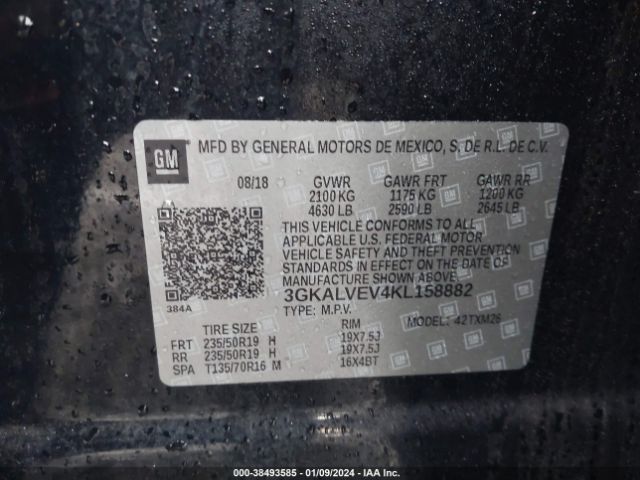 GM
MFD BY GENERAL MOTORS DE MEXICO, S. DE R.L. DE C.V.
08/18 GVWR GAWR FRT GAWR RR
2100 KG 1175 KG 1200 KG
4630 LB 2590 LB 2645 LB
THIS VEHICLE CONFORMS TO ALL
APPLICABLE U.S. FEDERAL MOTOR
VEHICLE SAFETY AND THEFT PREVENTION
STANDARDS IN EFFECT ON THE DATE OF
MANUFACTURE SHOWN ABOVE.
384A
3GKALVEV4KL158882
TYPE: M.P.V. MODEL: 42TXM26
TIRE SIZE RIM
FRT 235/50R19 H 19X7.5J
RR 235/50R19 H 19X7.5J
SPA T135/70R16 M 16X4BT
000-38493585 - 01/09/2024 - IAA Inc.